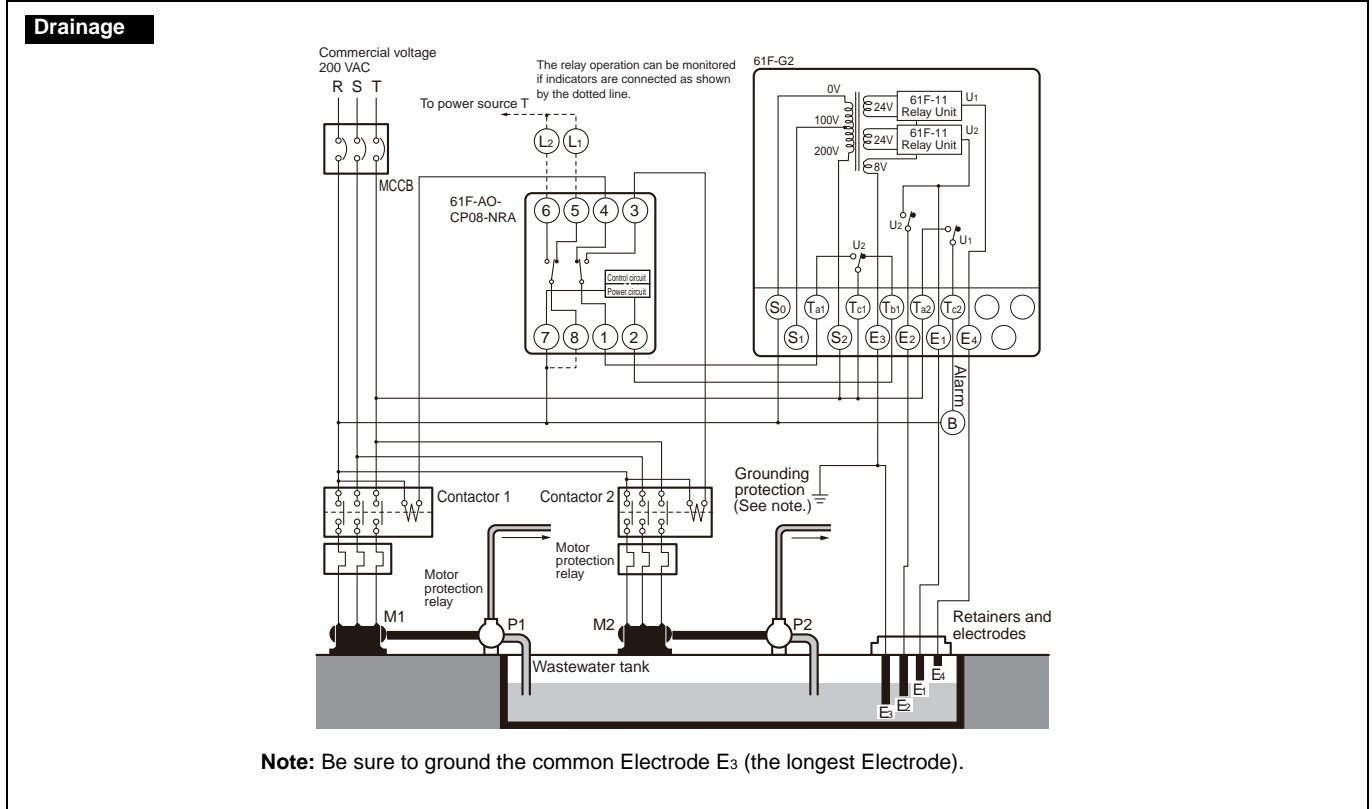 Drainage
Commercial voltage
200 VAC
R S T
The relay operation can be monitored
if indicators are connected as shown
by the dotted line.
To power source T
L2 L1
MCCB
61F-AO-
CP08-NRA
6 5 4 3
Control circuit
Power circuit
7 8 1 2
61F-G2
0V
100V
200V
24V
61F-11
Relay Unit
U1
24V
61F-11
Relay Unit
U2
8V
U2
U1
U2
S0 Ta1 Tc1 Tb1 Ta2 Tc2
S1 S2 E3 E2 E1 E4
Alarm
B
Contactor 1
Contactor 2
Grounding
protection
(See note.)
Motor
protection
relay
Motor
protection
relay
M1
P1
M2
P2
Retainers and
electrodes
Wastewater tank
E4
E1
E2
E3
Note: Be sure to ground the common Electrode E3 (the longest Electrode).